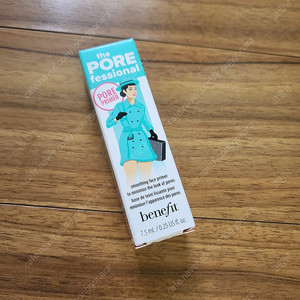 the
PORE
fessional
PORE
PRIMER
smoothing face primer
to minimize the look of pores
base de teint lissante pour
minimiser l'apparence des pores
benefit
7.5 mL / 0.25 US fl. oz.